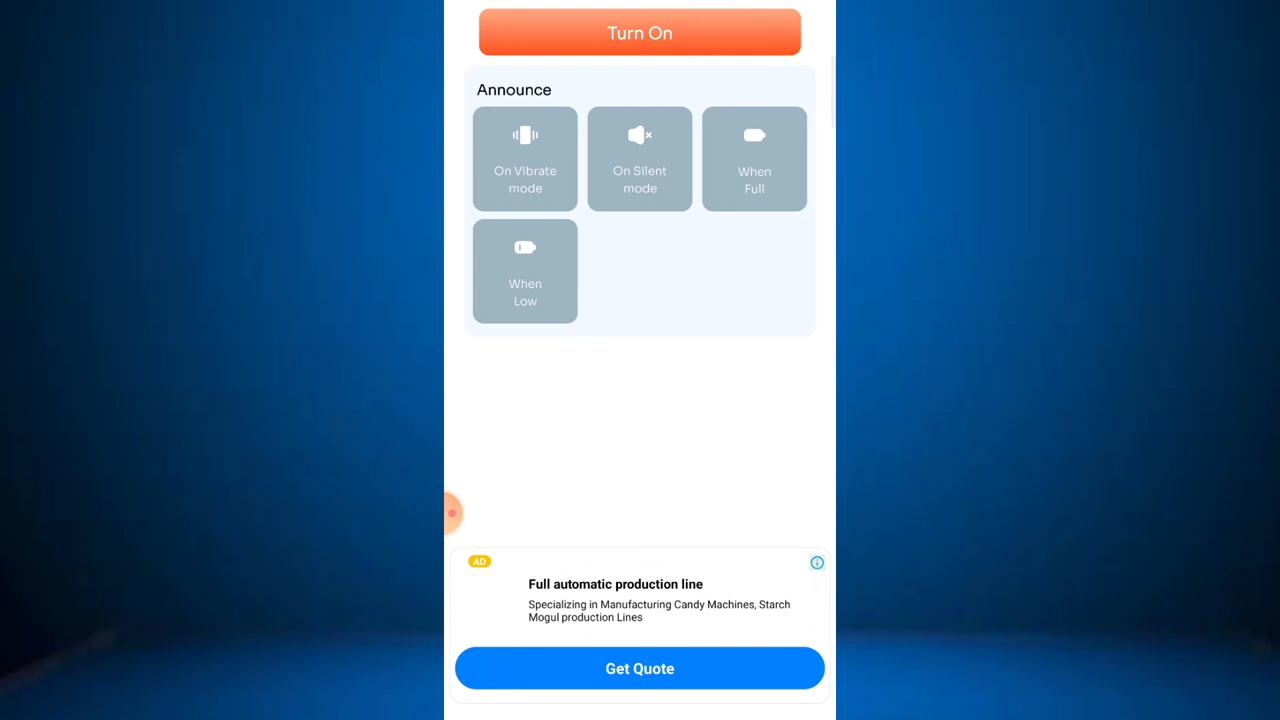 Turn On
Announce
On Vibrate
mode
On Silent
mode
When
Full
When
Low
AD
Full automatic production line
Specializing in Manufacturing Candy Machines, Starch
Mogul production Lines
Get Quote